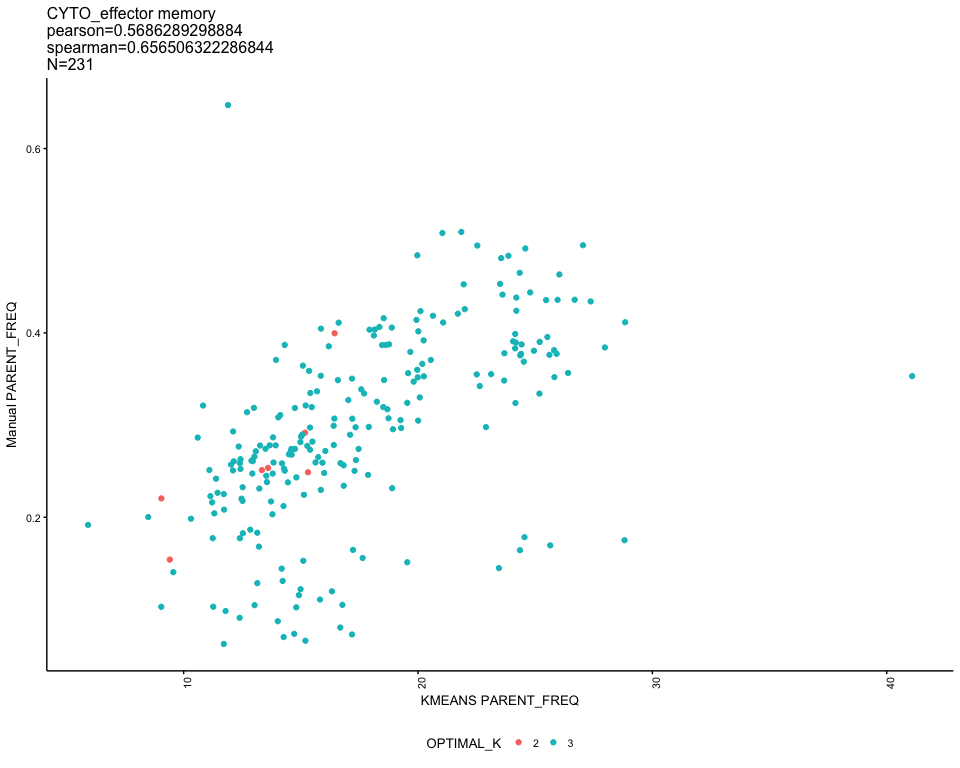 CYTO_effector memory
pearson=0.5686289298884
spearman=0.656506322286844
N=231
0.6
0.4
0.2
Manual PARENT_FREQ
10
20
30
40
KMEANS PARENT_FREQ
OPTIMAL_K 2 3